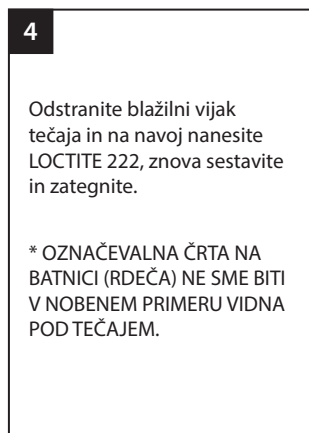 4
Odstranite blažilni vijak
tečaja in na navoj nanesite
LOCTITE 222, znova sestavite
in zategnite.
* OZNAČEVALNA ČRTA NA
BATNICI (RDEČA) NE SME BITI
V NOBENEM PRIMERU VIDNA
POD TEČAJEM.